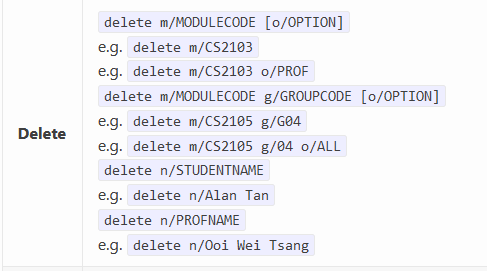 delete m/MODULECODE [o/OPTION]
e.g. delete m/CS2103
e.g. delete m/CS2103 o/PROF
delete m/MODULECODE g/GROUPCODE [o/OPTION]
Delete
e.g. delete m/CS2105 g/G04
e.g. delete m/CS2105 g/04 o/ALL
delete n/STUDENTNAME
e.g. delete n/Alan Tan
delete n/PROFNAME
e.g. delete n/Ooi Wei Tsang